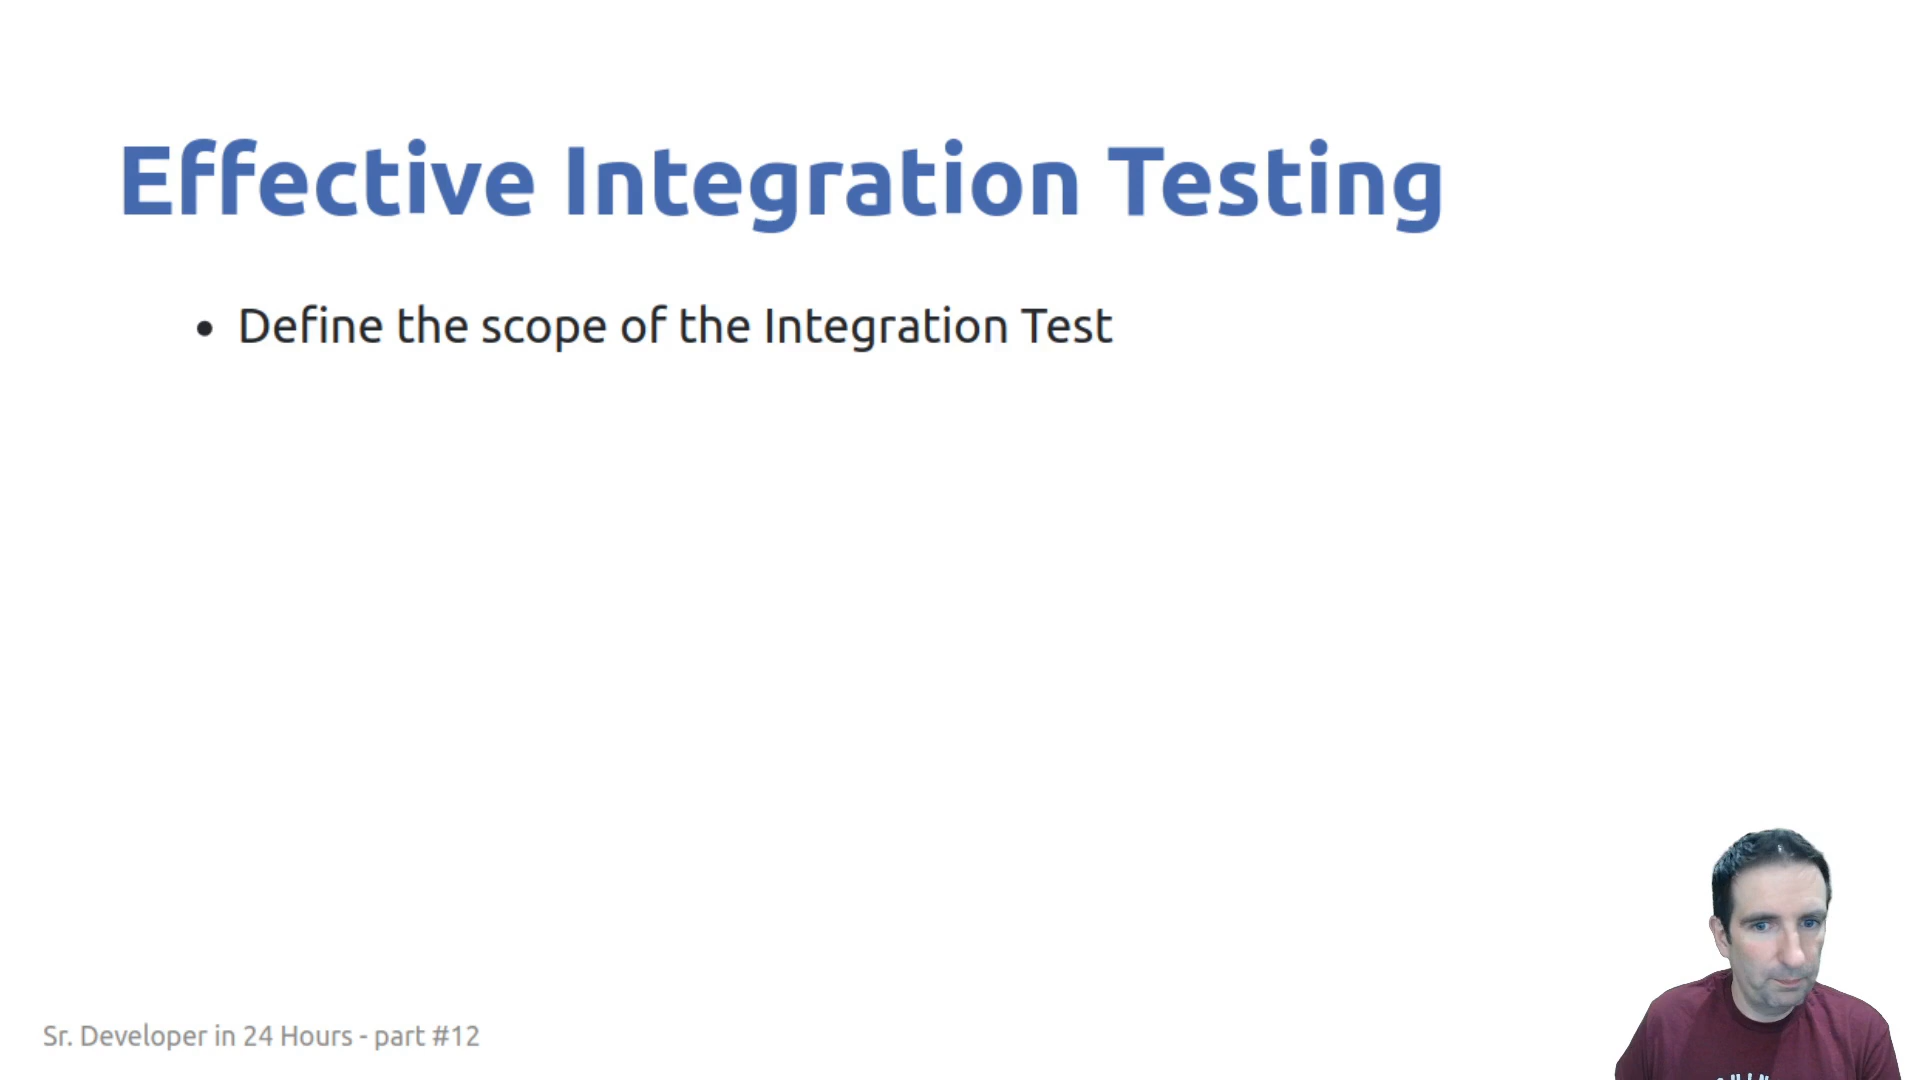 Effective Integration Testing
• Define the scope of the Integration Test
Sr. Developer in 24 Hours - part #12